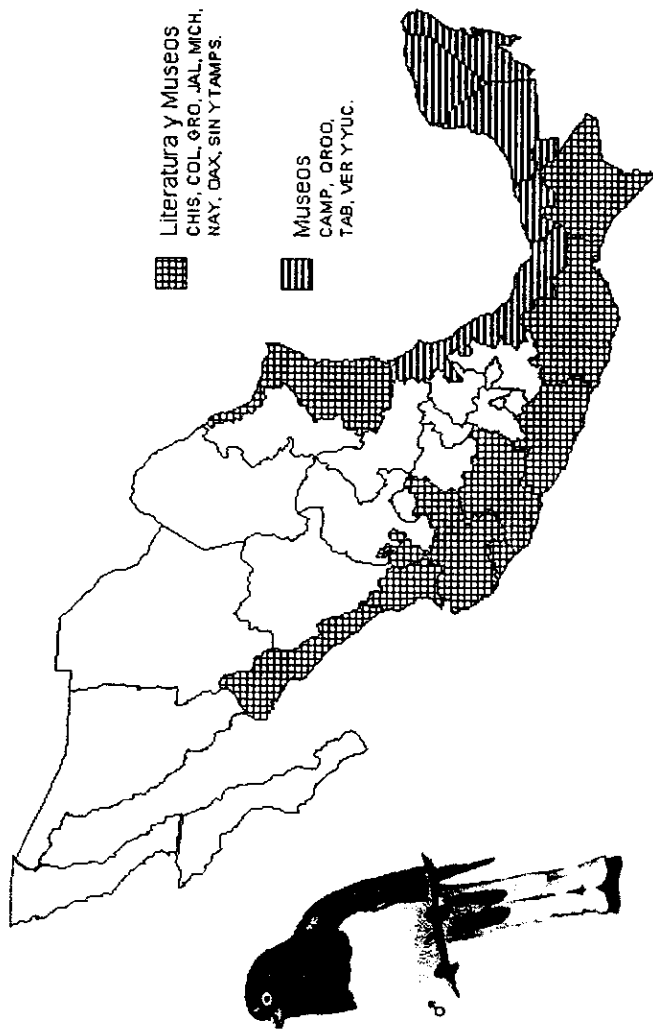 Literatura y Museos
CHIS, COL, GRO, JAL, MICH,
NAY, OAX, SIN Y TAMPS.
Museos
CAMP, QROO,
TAB, VER Y YUC.
♂